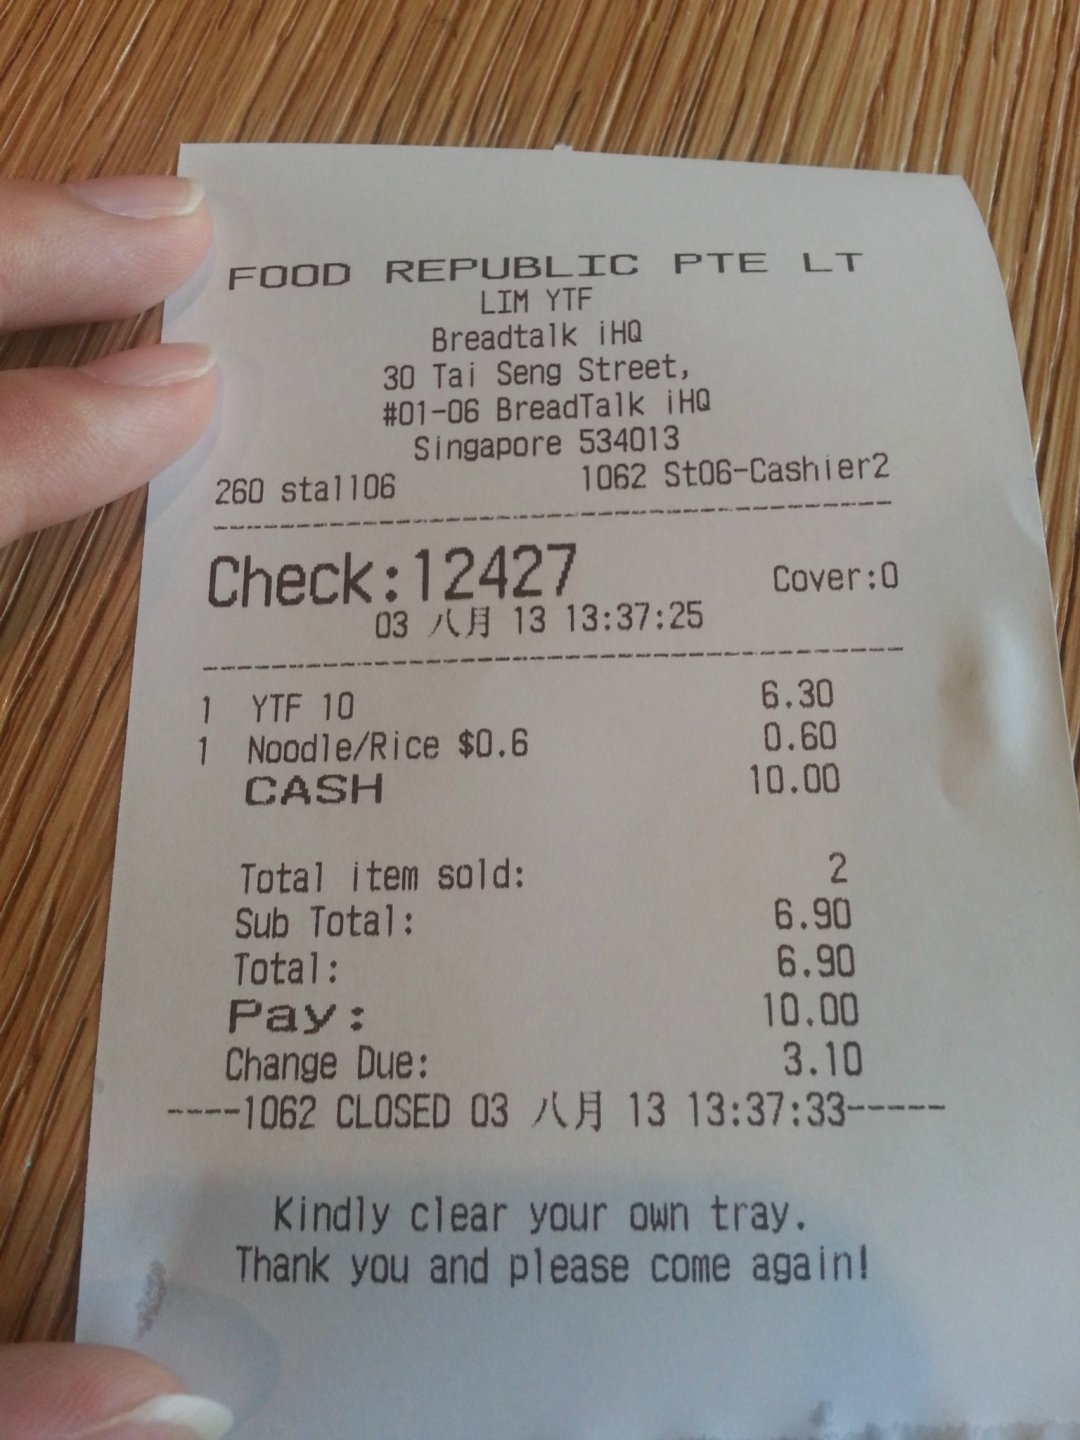 FOOD REPUBLIC PTE LT
LIM YTF
Breadtalk iHQ
30 Tai Seng Street,
#01-06 BreadTalk iHQ
Singapore 534013
260 stall06 1062 St06-Cashier2
Check:12427 Cover:0
03 八月 13 13:37:25
1 YTF 10 6.30
1 Noodle/Rice $0.6 0.60
CASH 10.00
Total item sold: 2
Sub Total: 6.90
Total: 6.90
Pay: 10.00
Change Due: 3.10
----1062 CLOSED 03 八月 13 13:37:33-----
Kindly clear your own tray.
Thank you and please come again!